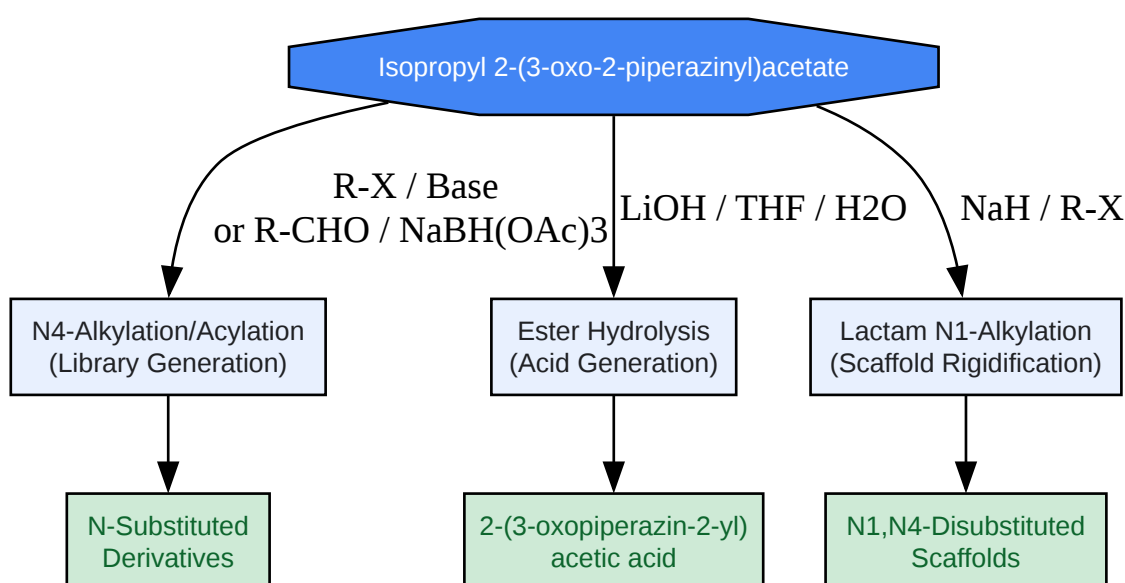 Isopropyl 2-(3-oxo-2-piperazinyl)acetate
R-X / Base
or R-CHO / NaBH(OAc)3
LiOH / THF / H2O
NaH / R-X
N4-Alkylation/Acylation
(Library Generation)
Ester Hydrolysis
(Acid Generation)
Lactam N1-Alkylation
(Scaffold Rigidification)
N-Substituted
Derivatives
2-(3-oxopiperazin-2-yl)
acetic acid
N1,N4-Disubstituted
Scaffolds